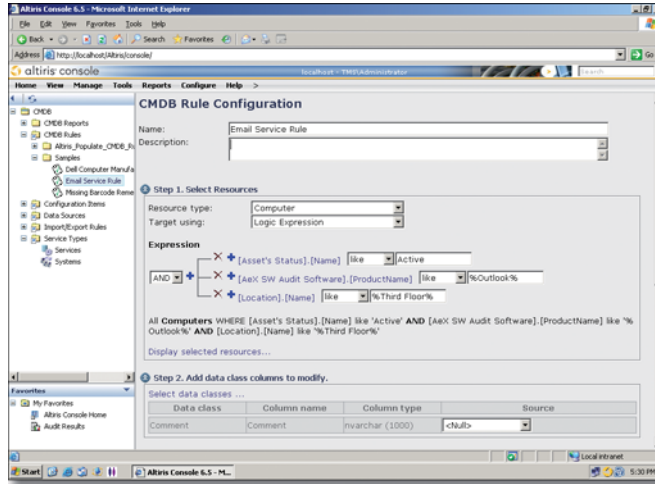 Altiris Console 6.5 - Microsoft Internet Explorer
File Edit View Favorites Tools Help
Back Search Favorites
Address http://localhost/Altiris/console/ Go
altiris console localhost - TMS\Administrator Search
Home View Manage Tools Reports Configure Help >
CMDB
CMDB Reports
CMDB Rules
Altiris_Populate_CMDB_Ru
Samples
Dell Computer Manufa
Email Service Rule
Missing Barcode Reme
Configuration Items
Data Sources
Import/Export Rules
Service Types
Services
Systems
Favorites
My Favorites
Altiris Console Home
Audit Results
CMDB Rule Configuration
Name: Email Service Rule
Description:
Step 1. Select Resources
Resource type: Computer
Target using: Logic Expression
Expression
[Asset's Status].[Name] like Active
AND [AeX SW Audit Software].[ProductName] like %Outlook%
[Location].[Name] like %Third Floor%
All Computers WHERE [Asset's Status].[Name] like 'Active' AND [AeX SW Audit Software].[ProductName] like '%
Outlook%' AND [Location].[Name] like '%Third Floor%'
Display selected resources...
Step 2. Add data class columns to modify.
Select data classes ...
Data class Column name Column type Source
Comment Comment nvarchar (1000) <Null>
Local intranet
Start Altiris Console 6.5 - M... 5:30 PM